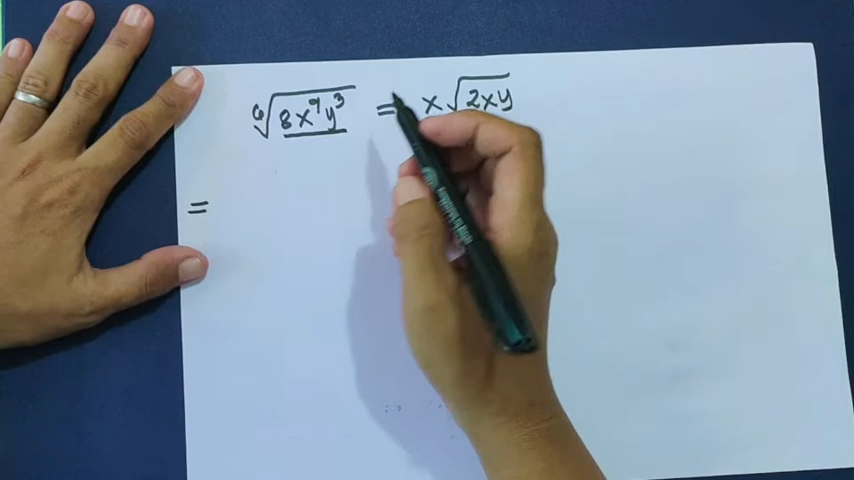 ⁶√8x⁹y³ = x√2xy
=